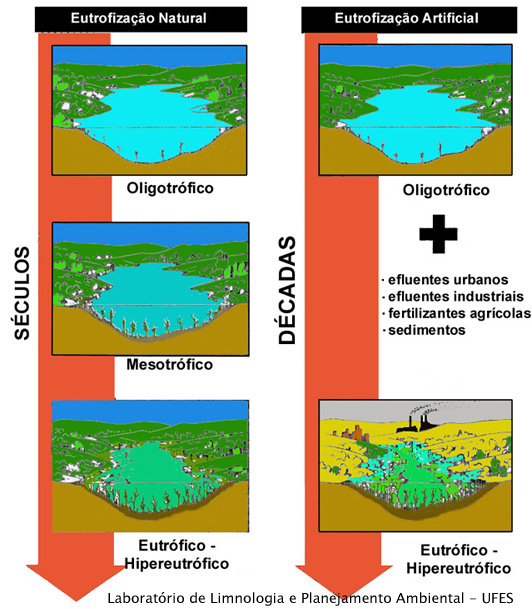 Eutrofização Natural
SÉCULOS
Oligotrófico
Mesotrófico
Eutrófico -
Hipereutrófico
Eutrofização Artificial
DÉCADAS
Oligotrófico
+
· efluentes urbanos
· efluentes industriais
· fertilizantes agrícolas
· sedimentos
Eutrófico -
Hipereutrófico
Laboratório de Limnologia e Planejamento Ambiental - UFES